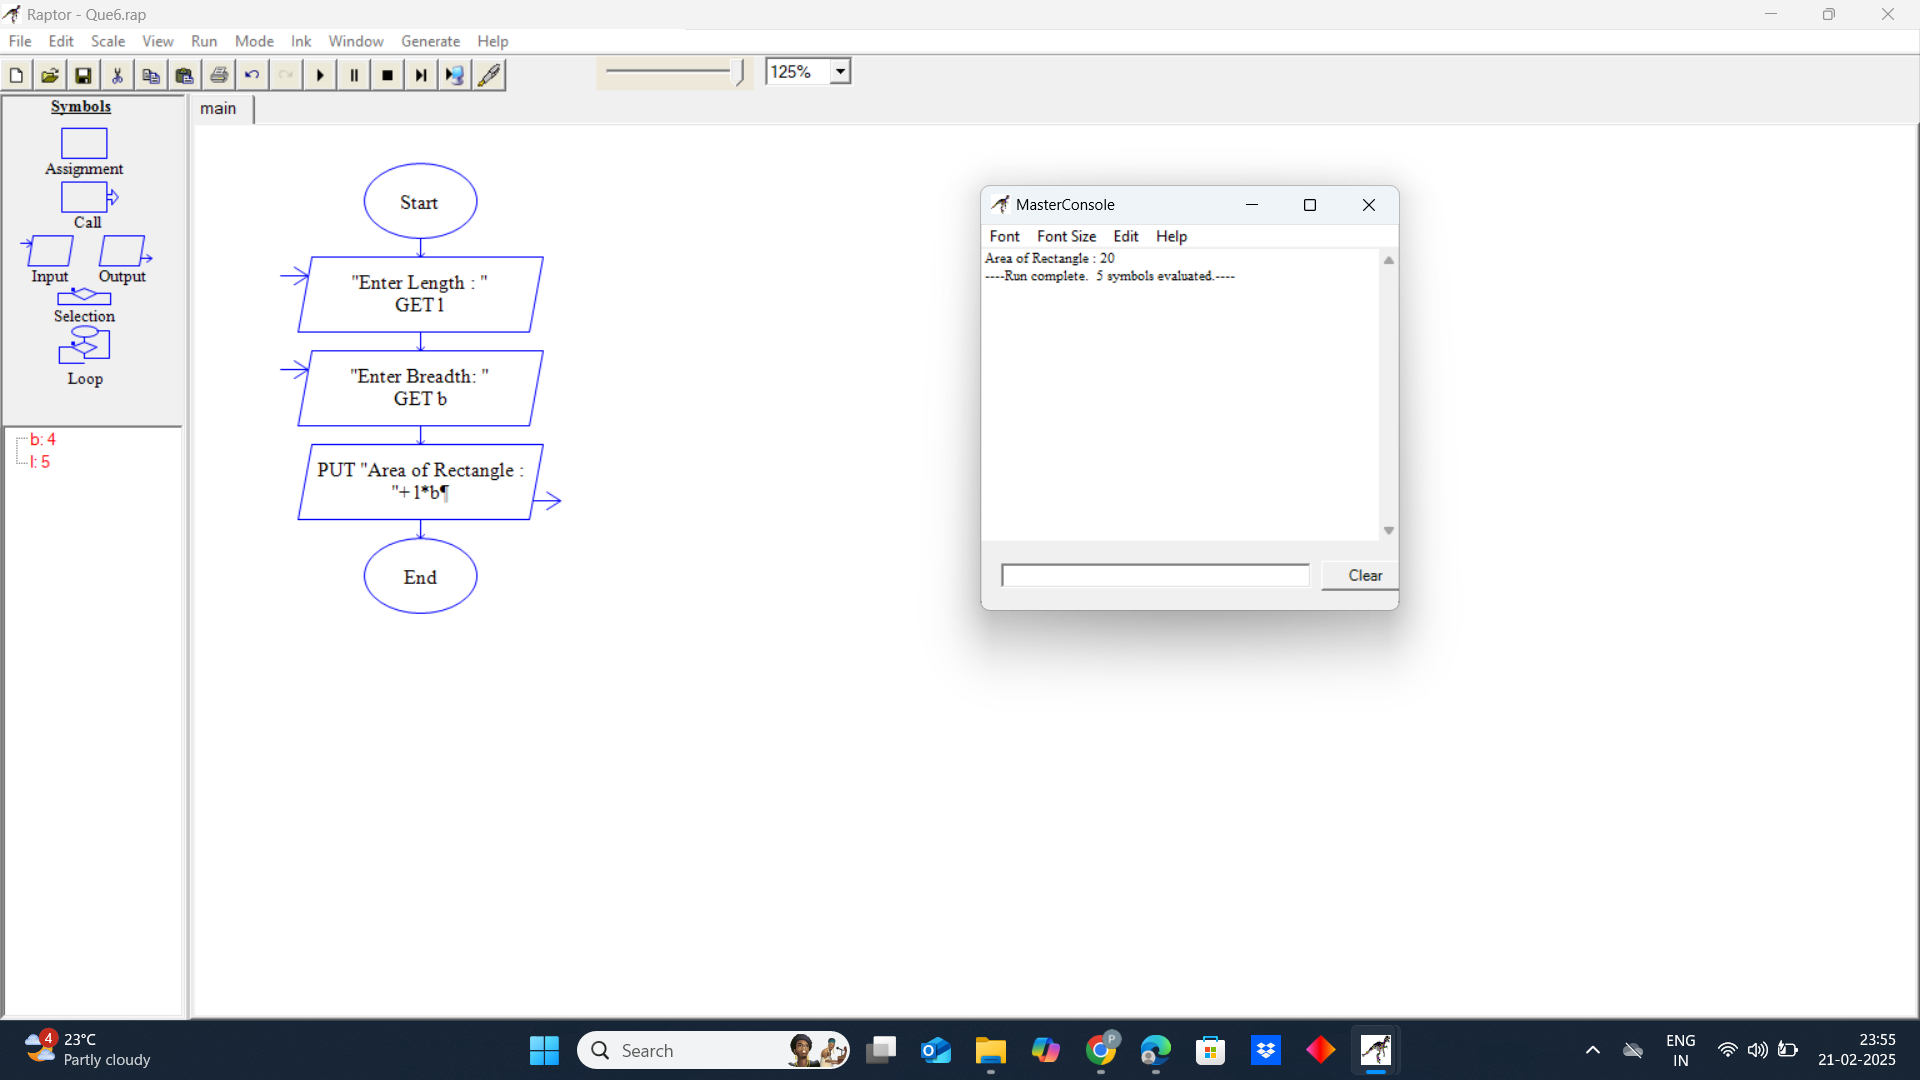 Raptor - Que6.rap
File Edit Scale View Run Mode Ink Window Generate Help
125%
Symbols
Assignment
Call
Input Output
Selection
Loop
b: 4
l: 5
main
Start
"Enter Length : "
GET l
"Enter Breadth: "
GET b
PUT "Area of Rectangle :
"+ l*b¶
End
MasterConsole
Font Font Size Edit Help
Area of Rectangle : 20
----Run complete. 5 symbols evaluated.----
Clear
4
23°C
Partly cloudy
Search
P
ENG
IN
23:55
21-02-2025